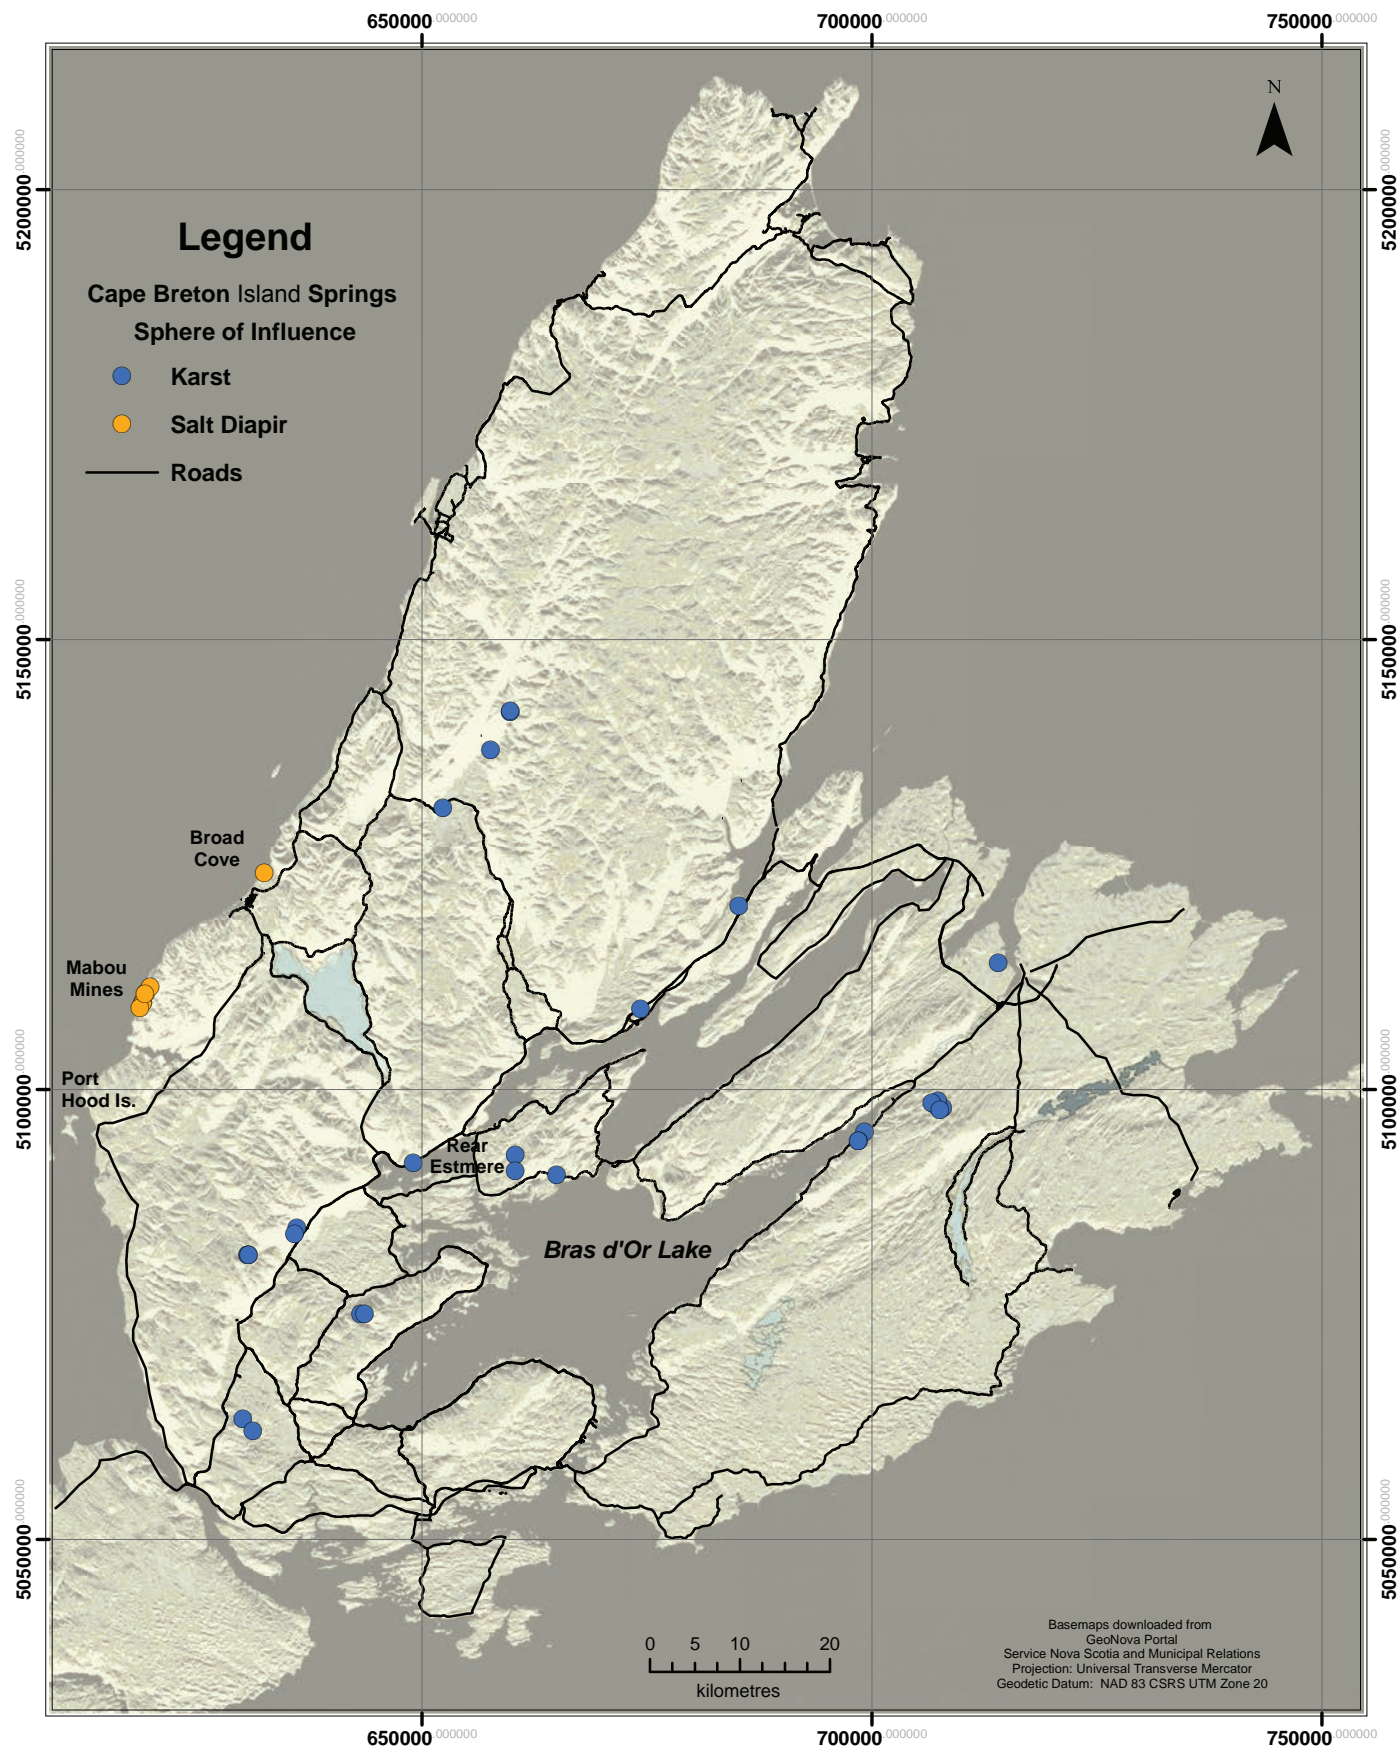 650000.000000 700000.000000 750000.000000
N
5200000.000000 5200000.000000
Legend
Cape Breton Island Springs
Sphere of Influence
Karst
Salt Diapir
Roads
5150000.000000 5150000.000000
Broad
Cove
Mabou
Mines
Port
Hood Is.
5100000.000000 5100000.000000
Rear
Estmere
Bras d'Or Lake
5050000.000000 5050000.000000
0 5 10 20
kilometres
Basemaps downloaded from
GeoNova Portal
Service Nova Scotia and Municipal Relations
Projection: Universal Transverse Mercator
Geodetic Datum: NAD 83 CSRS UTM Zone 20
650000.000000 700000.000000 750000.000000